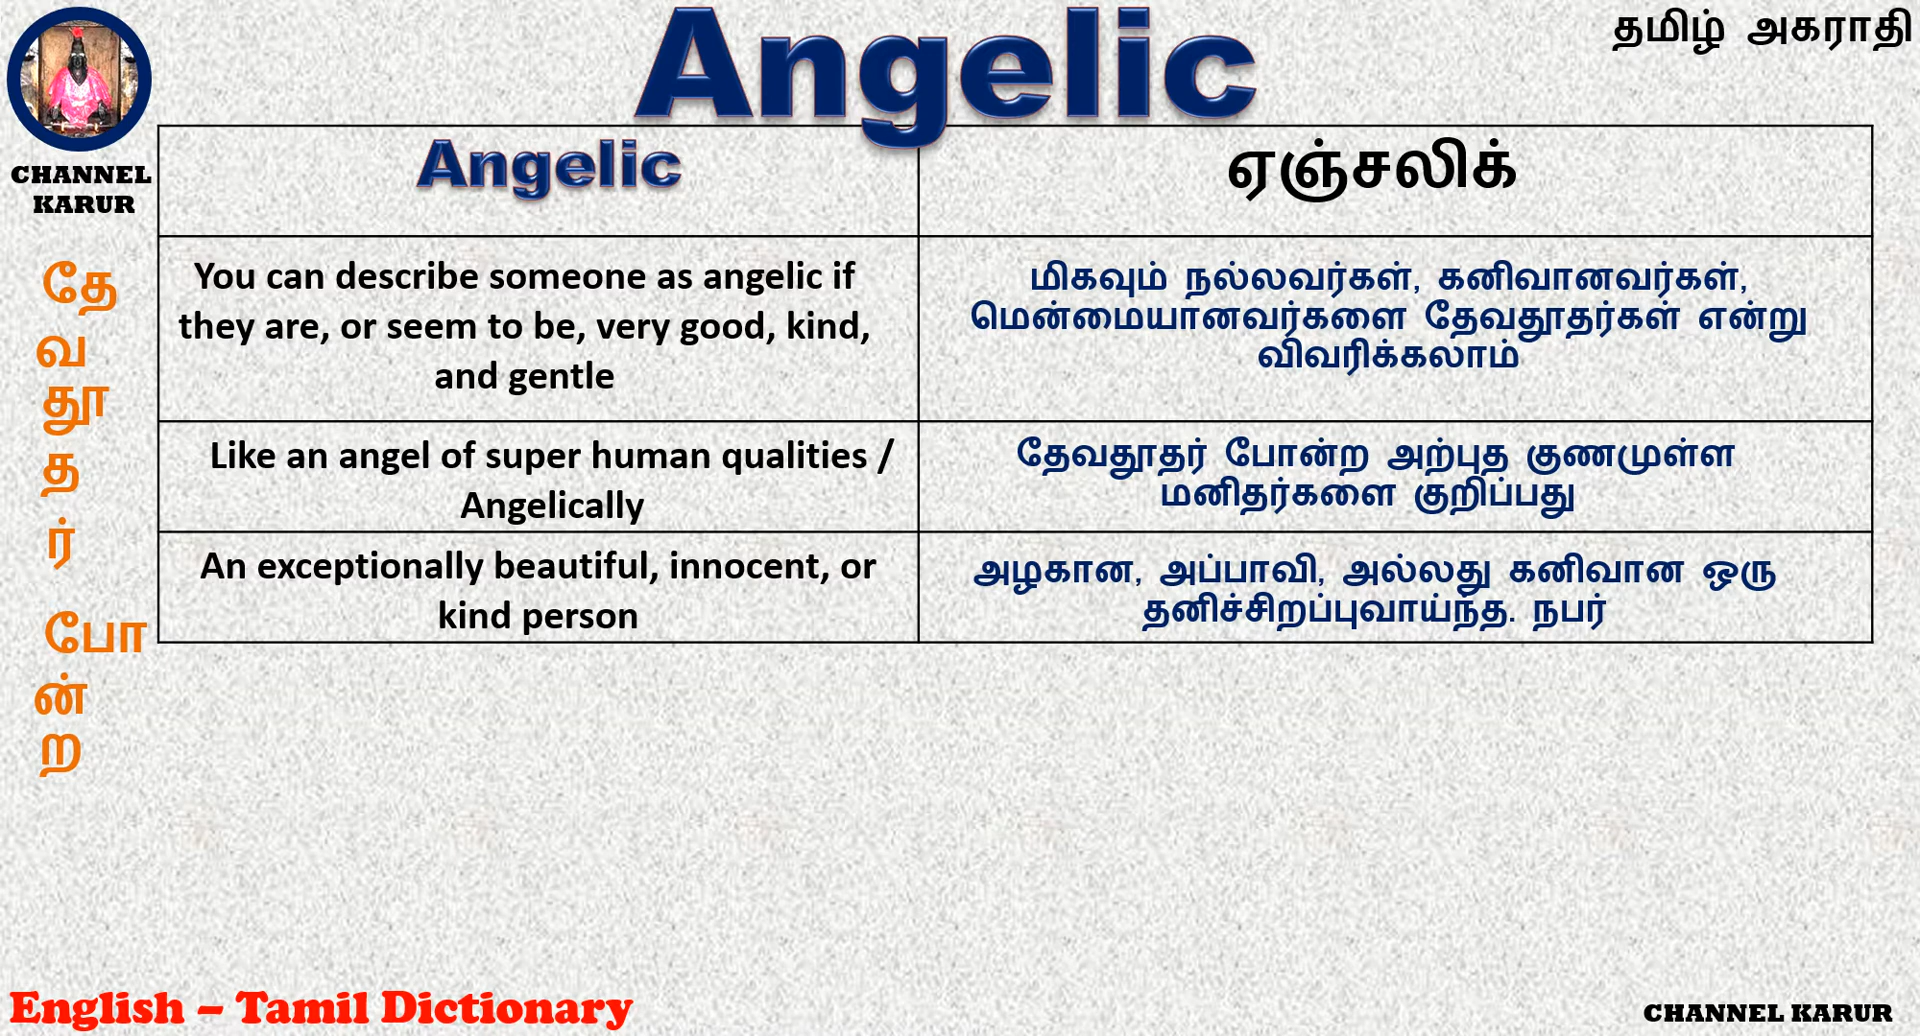 Angelic
தமிழ் அகராதி
CHANNEL
KARUR
Angelic
ஏஞ்சலிக்
You can describe someone as angelic if
they are, or seem to be, very good, kind,
and gentle
மிகவும் நல்லவர்கள், கனிவானவர்கள்,
மென்மையானவர்களை தேவதூதர்கள் என்று
விவரிக்கலாம்
Like an angel of super human qualities /
Angelically
தேவதூதர் போன்ற அற்புத குணமுள்ள
மனிதர்களை குறிப்பது
An exceptionally beautiful, innocent, or
kind person
அழகான, அப்பாவி, அல்லது கனிவான ஒரு
தனிச்சிறப்புவாய்ந்த. நபர்
தே
வ
தூ
த
ர்
போ
ன்
ற
English – Tamil Dictionary
CHANNEL KARUR